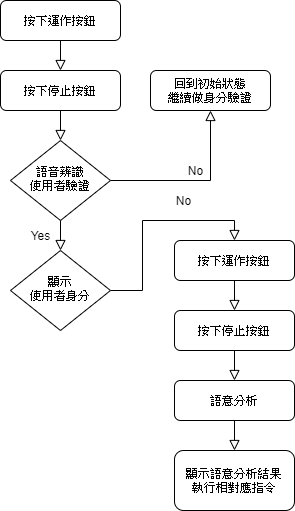 按下運作按鈕
按下停止按鈕
回到初始狀態
繼續做身分驗證
語音辨識
使用者驗證
No
No
Yes
顯示
使用者身分
按下運作按鈕
按下停止按鈕
語意分析
顯示語意分析結果
執行相對應指令